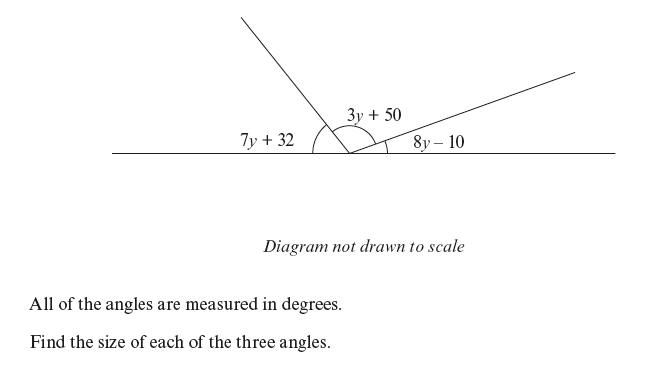 3y + 50
7y + 32
8y – 10
Diagram not drawn to scale
All of the angles are measured in degrees.
Find the size of each of the three angles.